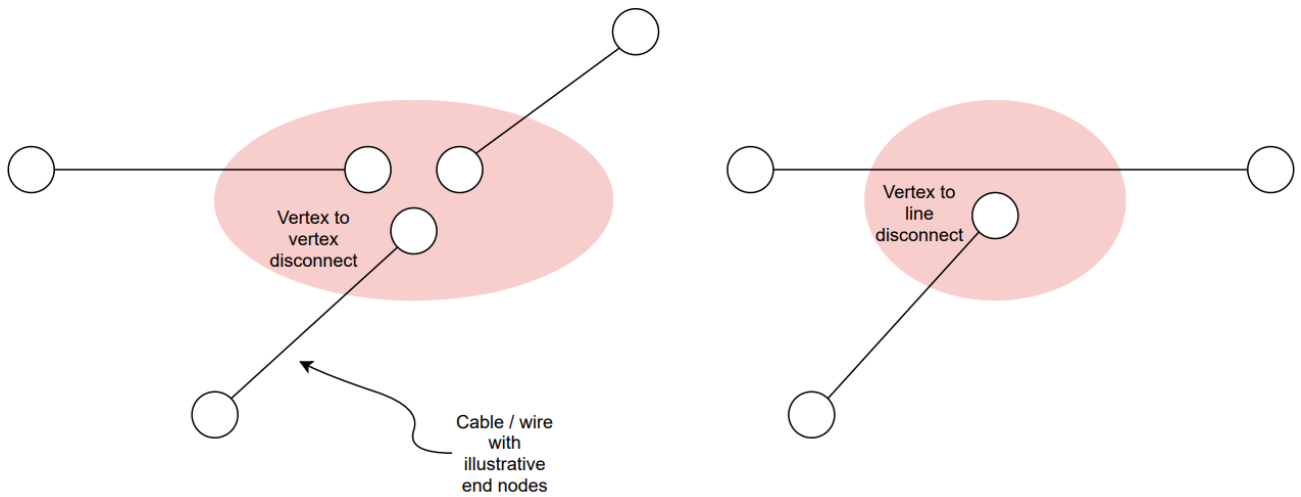 Vertex to
vertex
disconnect
Cable / wire
with
illustrative
end nodes
Vertex to
line
disconnect